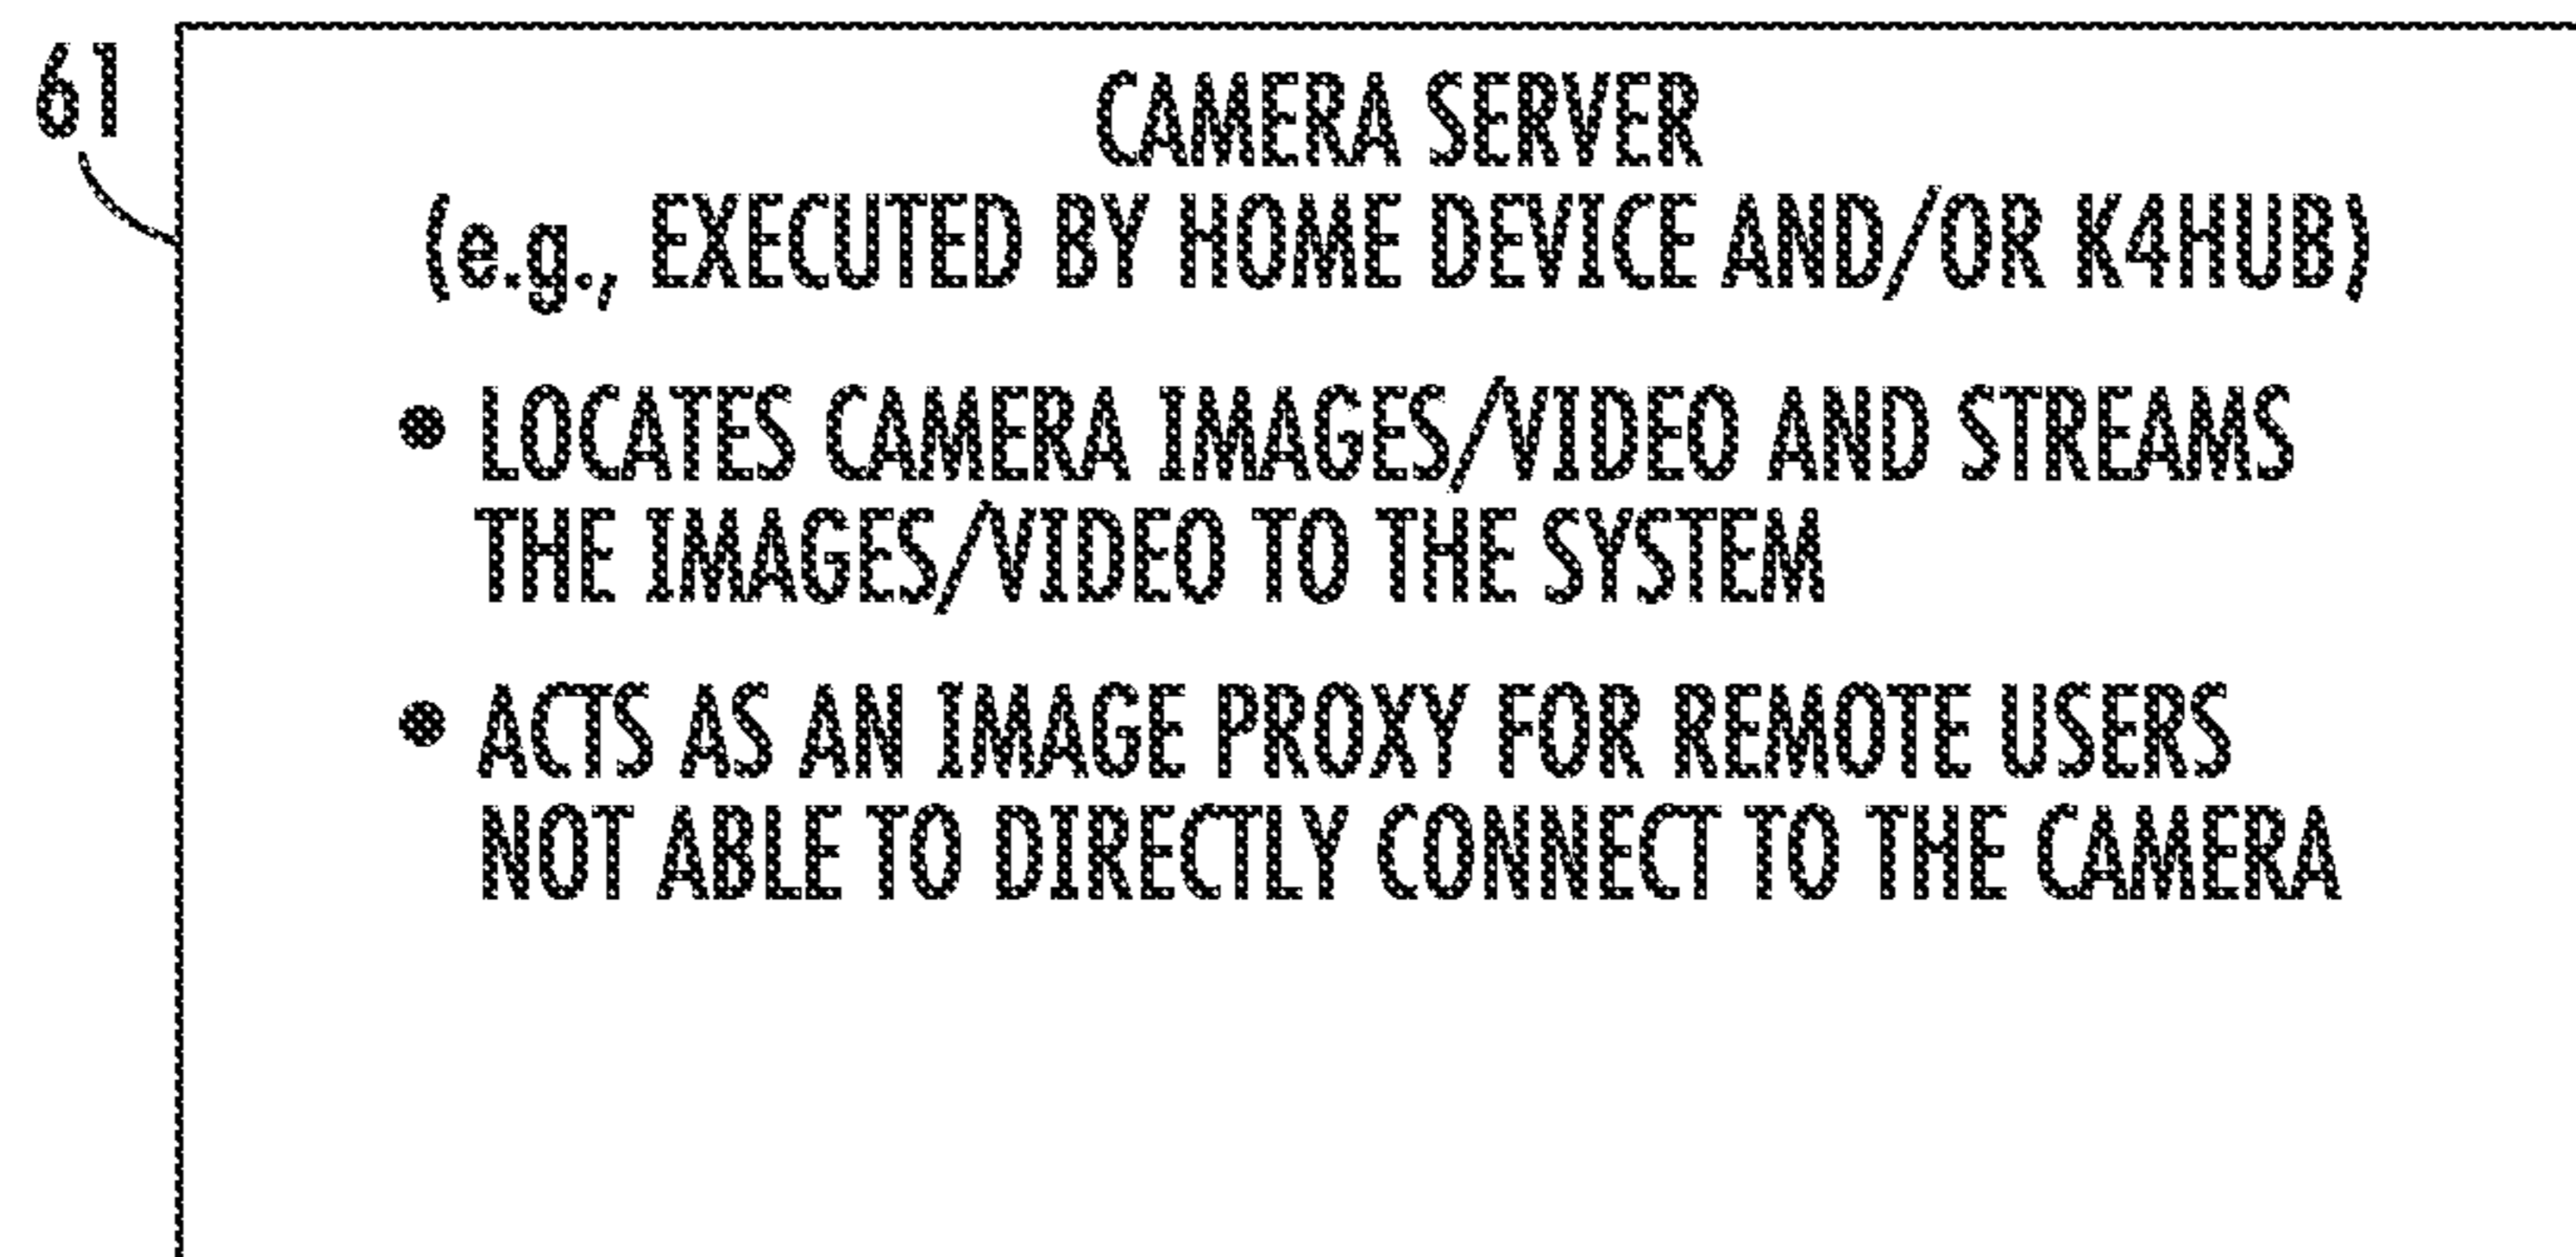 61
CAMERA SERVER
(e.g., EXECUTED BY HOME DEVICE AND/OR K4HUB)
• LOCATES CAMERA IMAGES/VIDEO AND STREAMS
THE IMAGES/VIDEO TO THE SYSTEM
• ACTS AS AN IMAGE PROXY FOR REMOTE USERS
NOT ABLE TO DIRECTLY CONNECT TO THE CAMERA